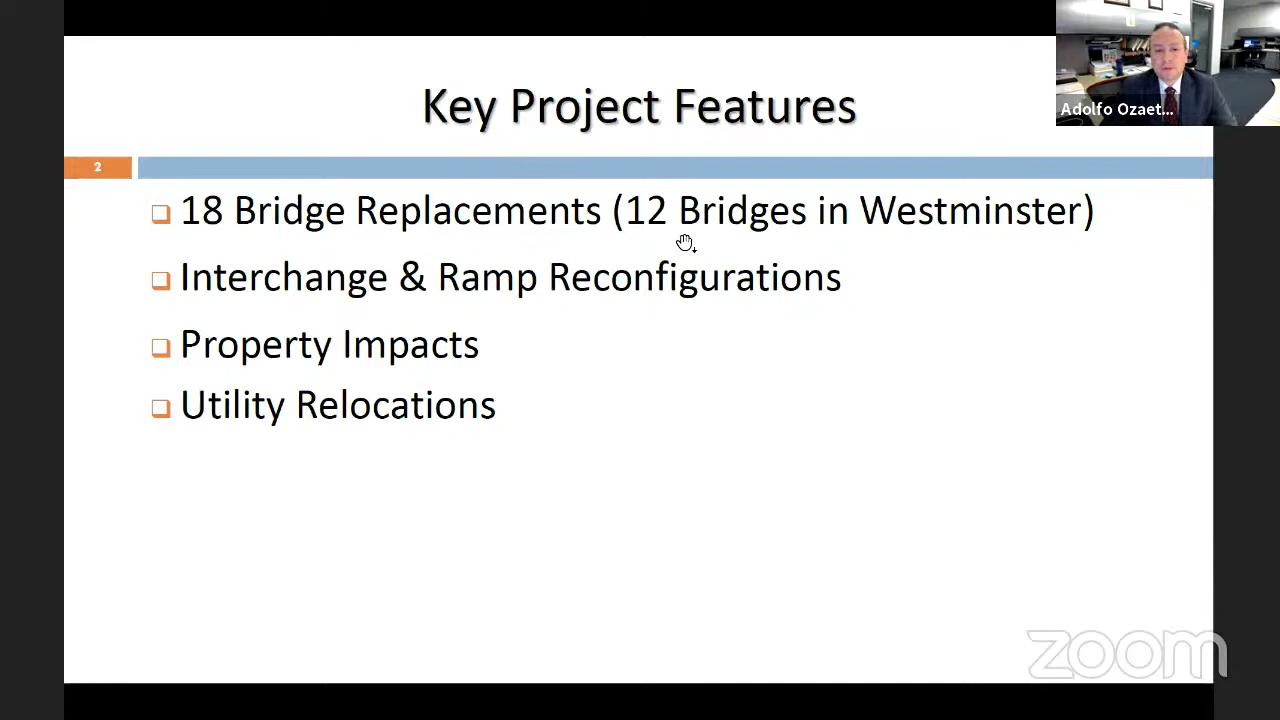 Key Project Features
Adolfo Ozaet...
2
18 Bridge Replacements (12 Bridges in Westminster)
Interchange & Ramp Reconfigurations
Property Impacts
Utility Relocations
zoom